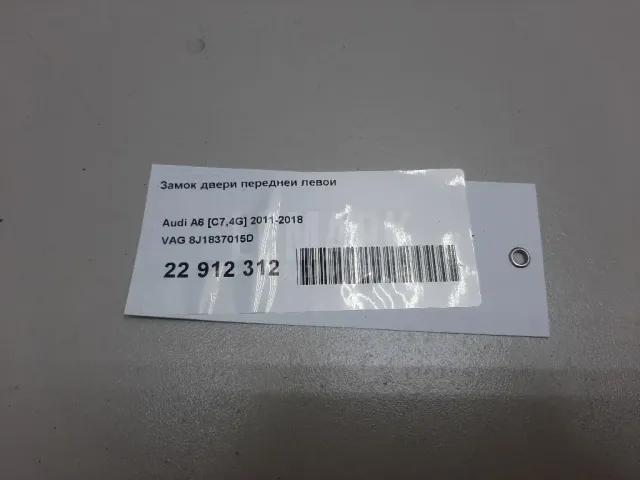 Замок двери передней левой
Audi A6 [C7,4G] 2011-2018
VAG 8J1837015D
22 912 312